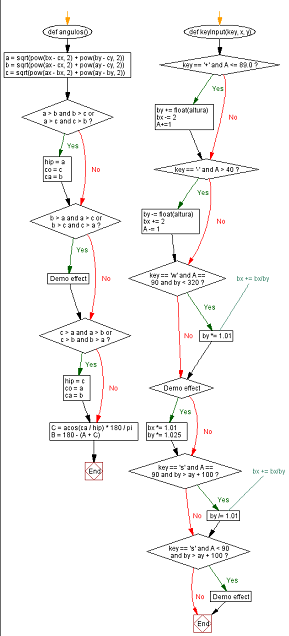 def angulos()
a = sqrt(pow(bx - cx, 2) + pow(by - cy, 2))
b = sqrt(pow(ax - cx, 2) + pow(ay - cy, 2))
c = sqrt(pow(ax - bx, 2) + pow(ay - by, 2))
a > b and b > c or
a > c and c > b ?
Yes
No
hip = a
co = c
ca = b
b > a and a > c or
b > c and c > a ?
Yes
No
Demo effect
c > a and a > b or
c > b and b > a ?
Yes
No
hip = c
co = a
ca = b
C = acos(ca / hip) * 180 / pi
B = 180 - (A + C)
End
def keyInput(key, x, y)
key == '+' and A <= 89.0 ?
Yes
No
by += float(altura)
bx -= 2
A+=1
key == '-' and A > 40 ?
Yes
No
by -= float(altura)
bx += 2
A -= 1
key == 'w' and A ==
90 and by < 320 ?
bx += bx/by
Yes
No
by *= 1.01
Demo effect
Yes
No
bx *= 1.01
by *= 1.025
key == 's' and A ==
90 and by > ay + 100 ?
bx += bx/by
Yes
No
by /= 1.01
key == 's' and A < 90
and by > ay + 100 ?
Yes
No
Demo effect
End